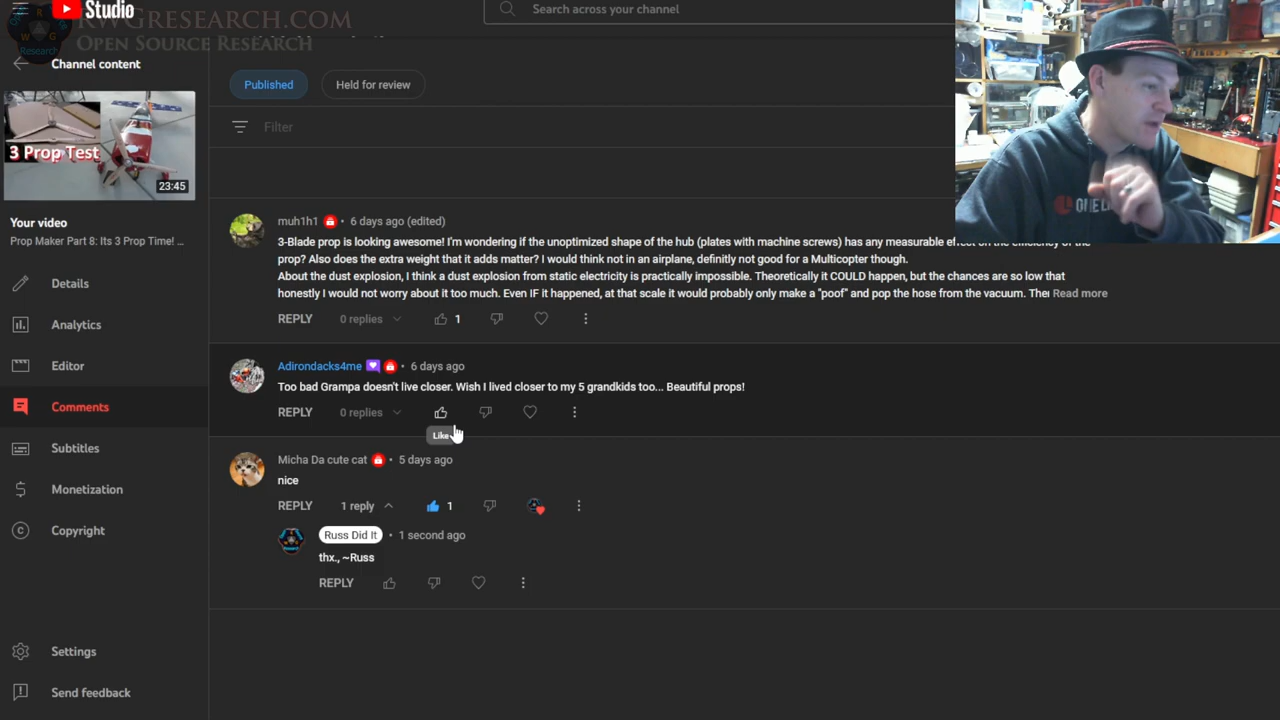 RWGRESEARCH.COM
OPEN SOURCE RESEARCH
R
W G
Research
Studio
Search across your channel
Channel content
Published
Held for review
Filter
3 Prop Test
23:45
Your video
Prop Maker Part 8: Its 3 Prop Time! ...
Details
Analytics
Editor
Comments
Subtitles
Monetization
Copyright
Settings
Send feedback
muh1h1 • 6 days ago (edited)
3-Blade prop is looking awesome! I'm wondering if the unoptimized shape of the hub (plates with machine screws) has any measurable effect on the efficiency of the
prop? Also does the extra weight that it adds matter? I would think not in an airplane, definitly not good for a Multicopter though.
About the dust explosion, I think a dust explosion from static electricity is practically impossible. Theoretically it COULD happen, but the chances are so low that
honestly I would not worry about it too much. Even IF it happened, at that scale it would probably only make a "poof" and pop the hose from the vacuum. The Read more
REPLY 0 replies 1
Adirondacks4me • 6 days ago
Too bad Grampa doesn't live closer. Wish I lived closer to my 5 grandkids too... Beautiful props!
REPLY 0 replies
Like
Micha Da cute cat • 5 days ago
nice
REPLY 1 reply 1
Russ Did It • 1 second ago
thx., ~Russ
REPLY